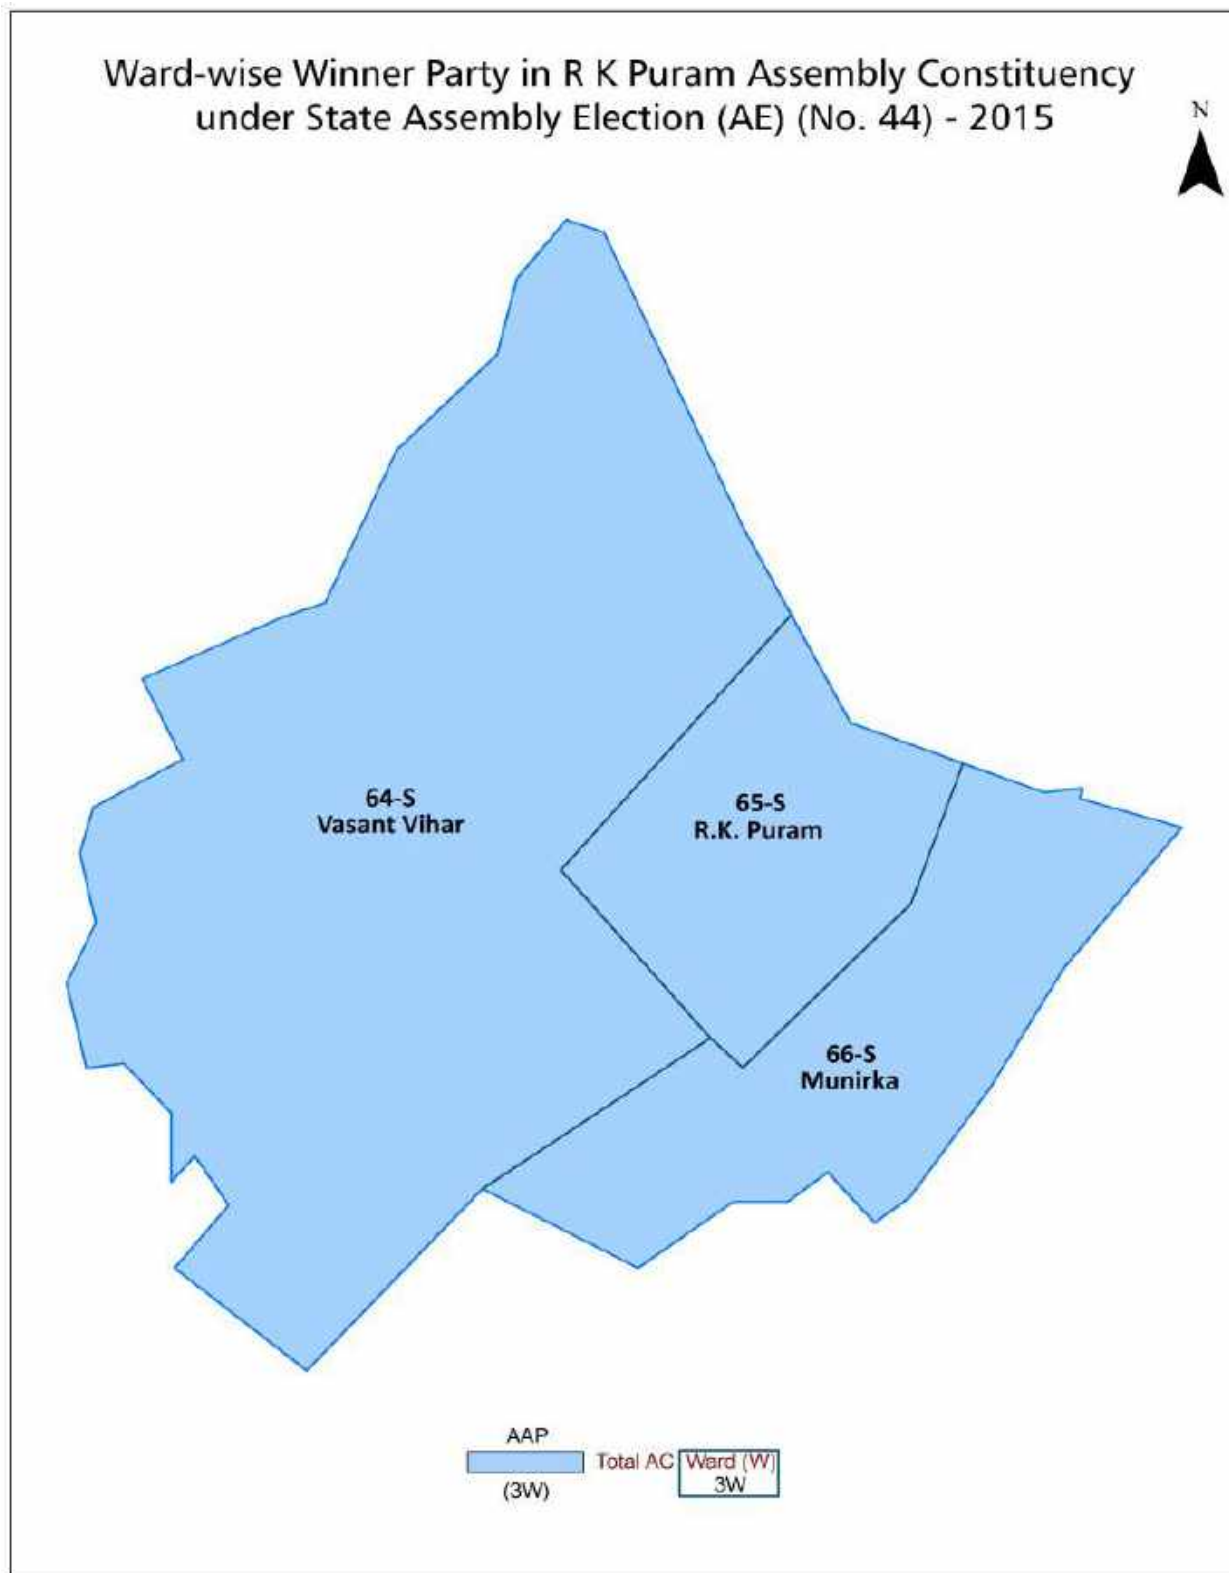 Ward-wise Winner Party in R K Puram Assembly Constituency
under State Assembly Election (AE) (No. 44) - 2015
N
64-S
Vasant Vihar
65-S
R.K. Puram
66-S
Munirka
AAP
(3W)
Total AC
Ward (W)
3W